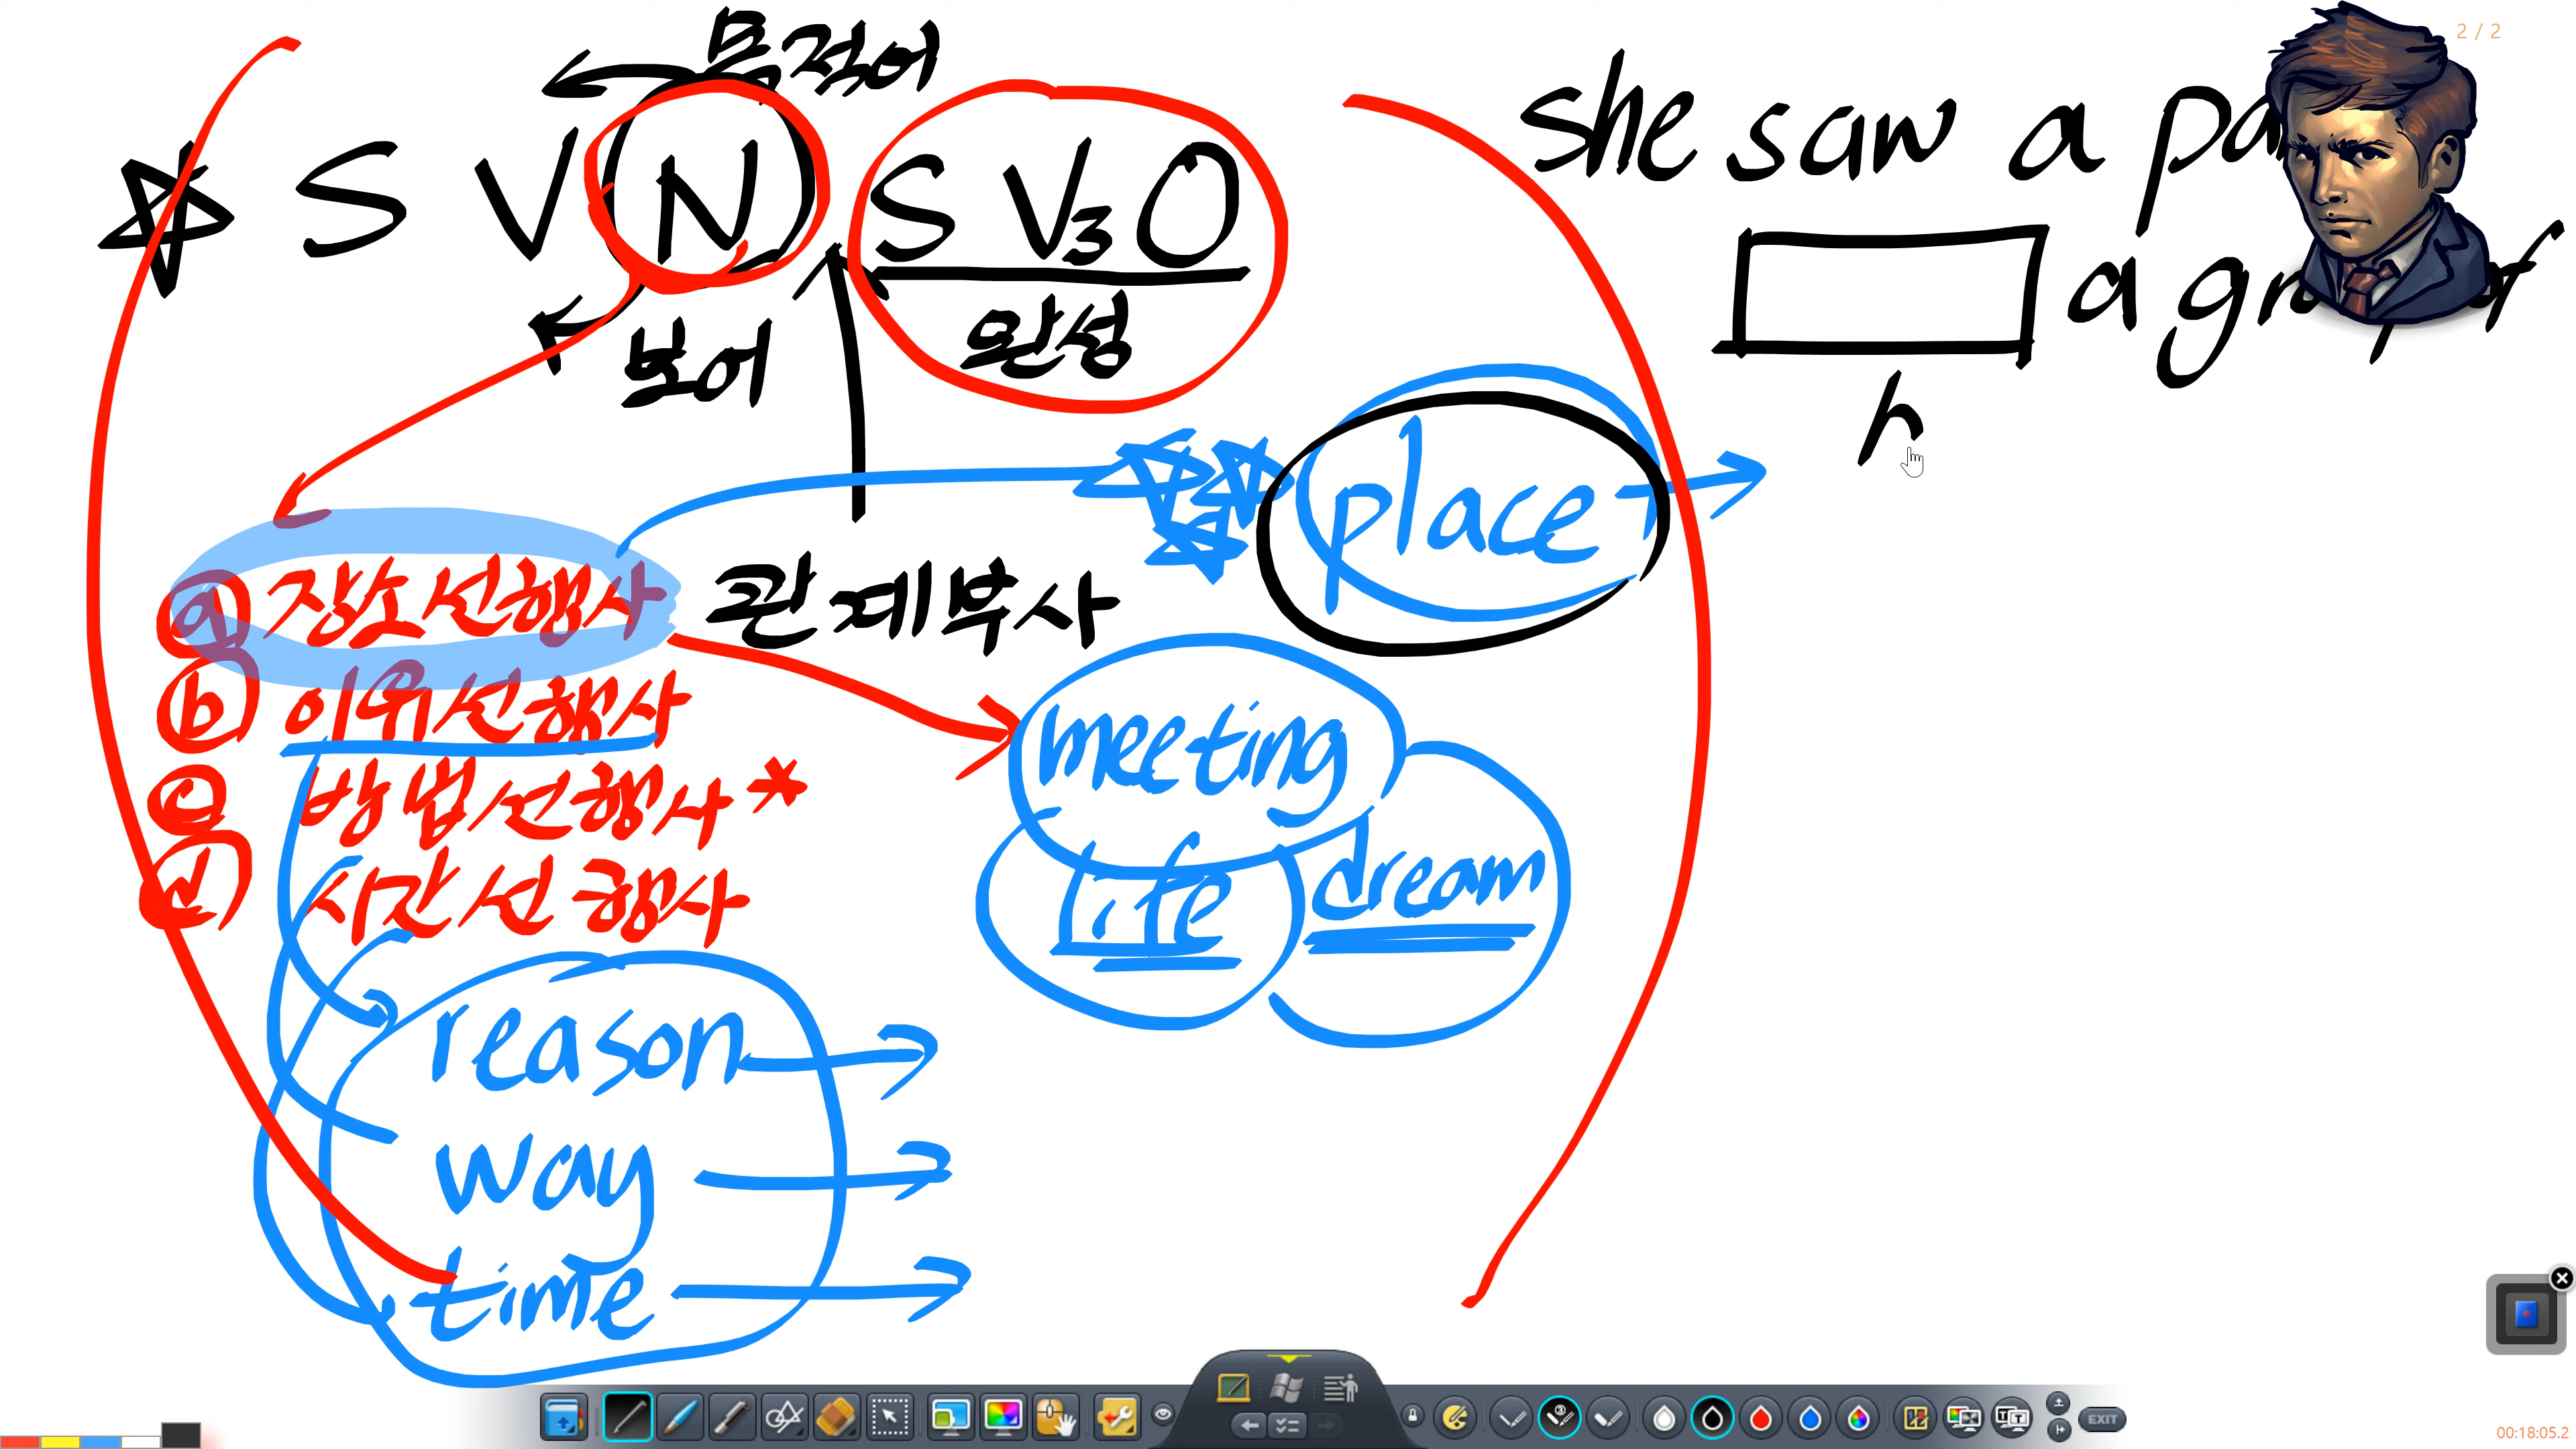 목적어
S V N S V₃ O
보어
완성
관계부사
ⓐ 장소선행사
ⓑ 이유선행사
ⓒ 방법선행사*
ⓓ 시간선행사
reason
way
time
place
meeting
life dream
she saw a
a of
h
2 / 2
EXIT
00:18:05.2